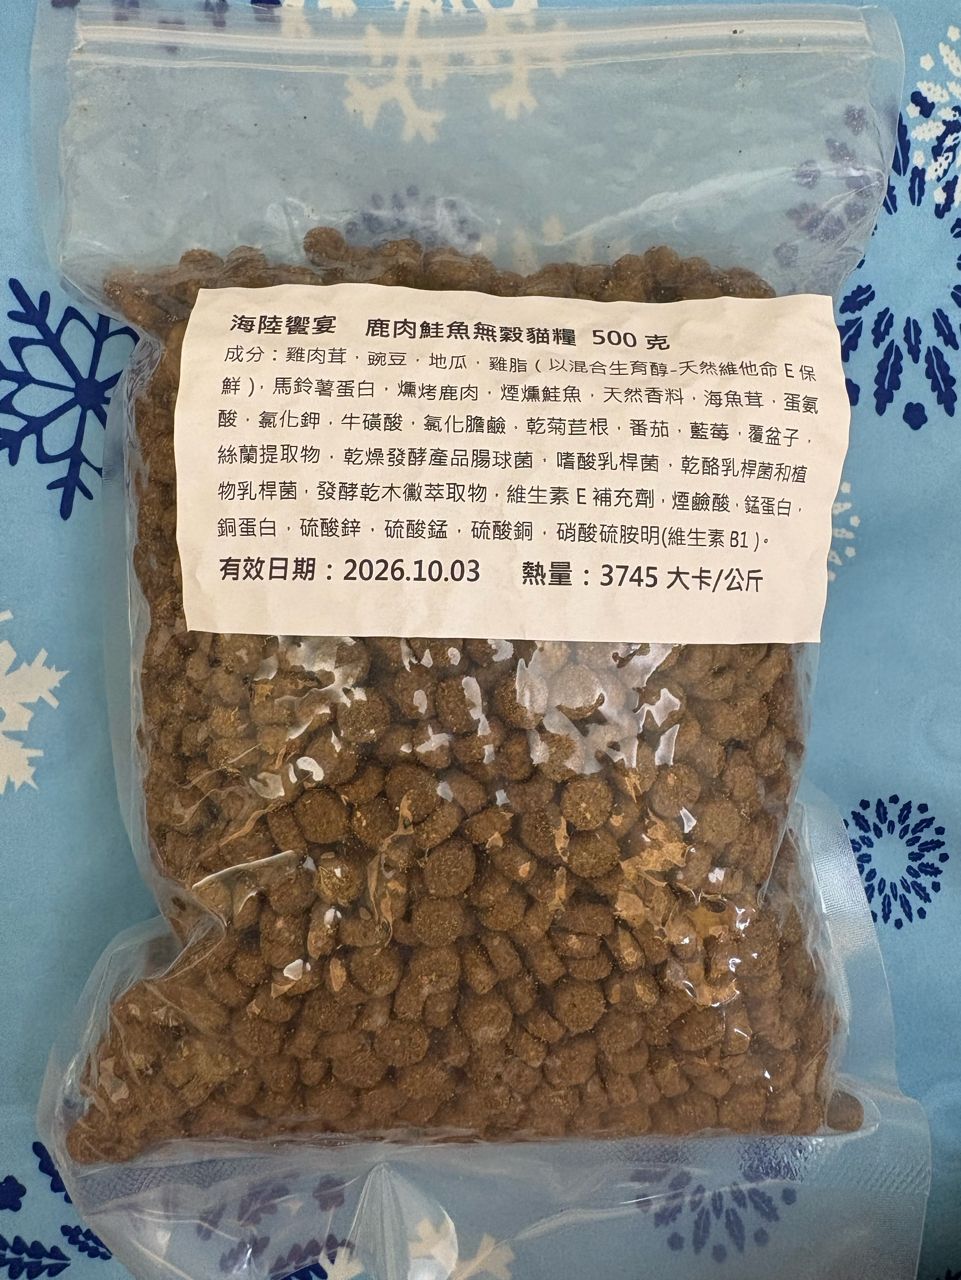 海陸饗宴 鹿肉鮭魚無穀貓糧 500 克
成分：雞肉茸，豌豆，地瓜，雞脂（以混合生育醇-天然維他命 E 保
鮮），馬鈴薯蛋白，燻烤鹿肉，煙燻鮭魚，天然香料，海魚茸，蛋氨
酸，氯化鉀，牛磺酸，氯化膽鹼，乾菊苣根，番茄，藍莓，覆盆子，
絲蘭提取物，乾燥發酵產品腸球菌，嗜酸乳桿菌，乾酪乳桿菌和植
物乳桿菌，發酵乾木黴萃取物，維生素 E 補充劑，煙鹼酸，錳蛋白，
銅蛋白，硫酸鋅，硫酸錳，硫酸銅，硝酸硫胺明(維生素 B1 )。
有效日期：2026.10.03 熱量：3745 大卡/公斤